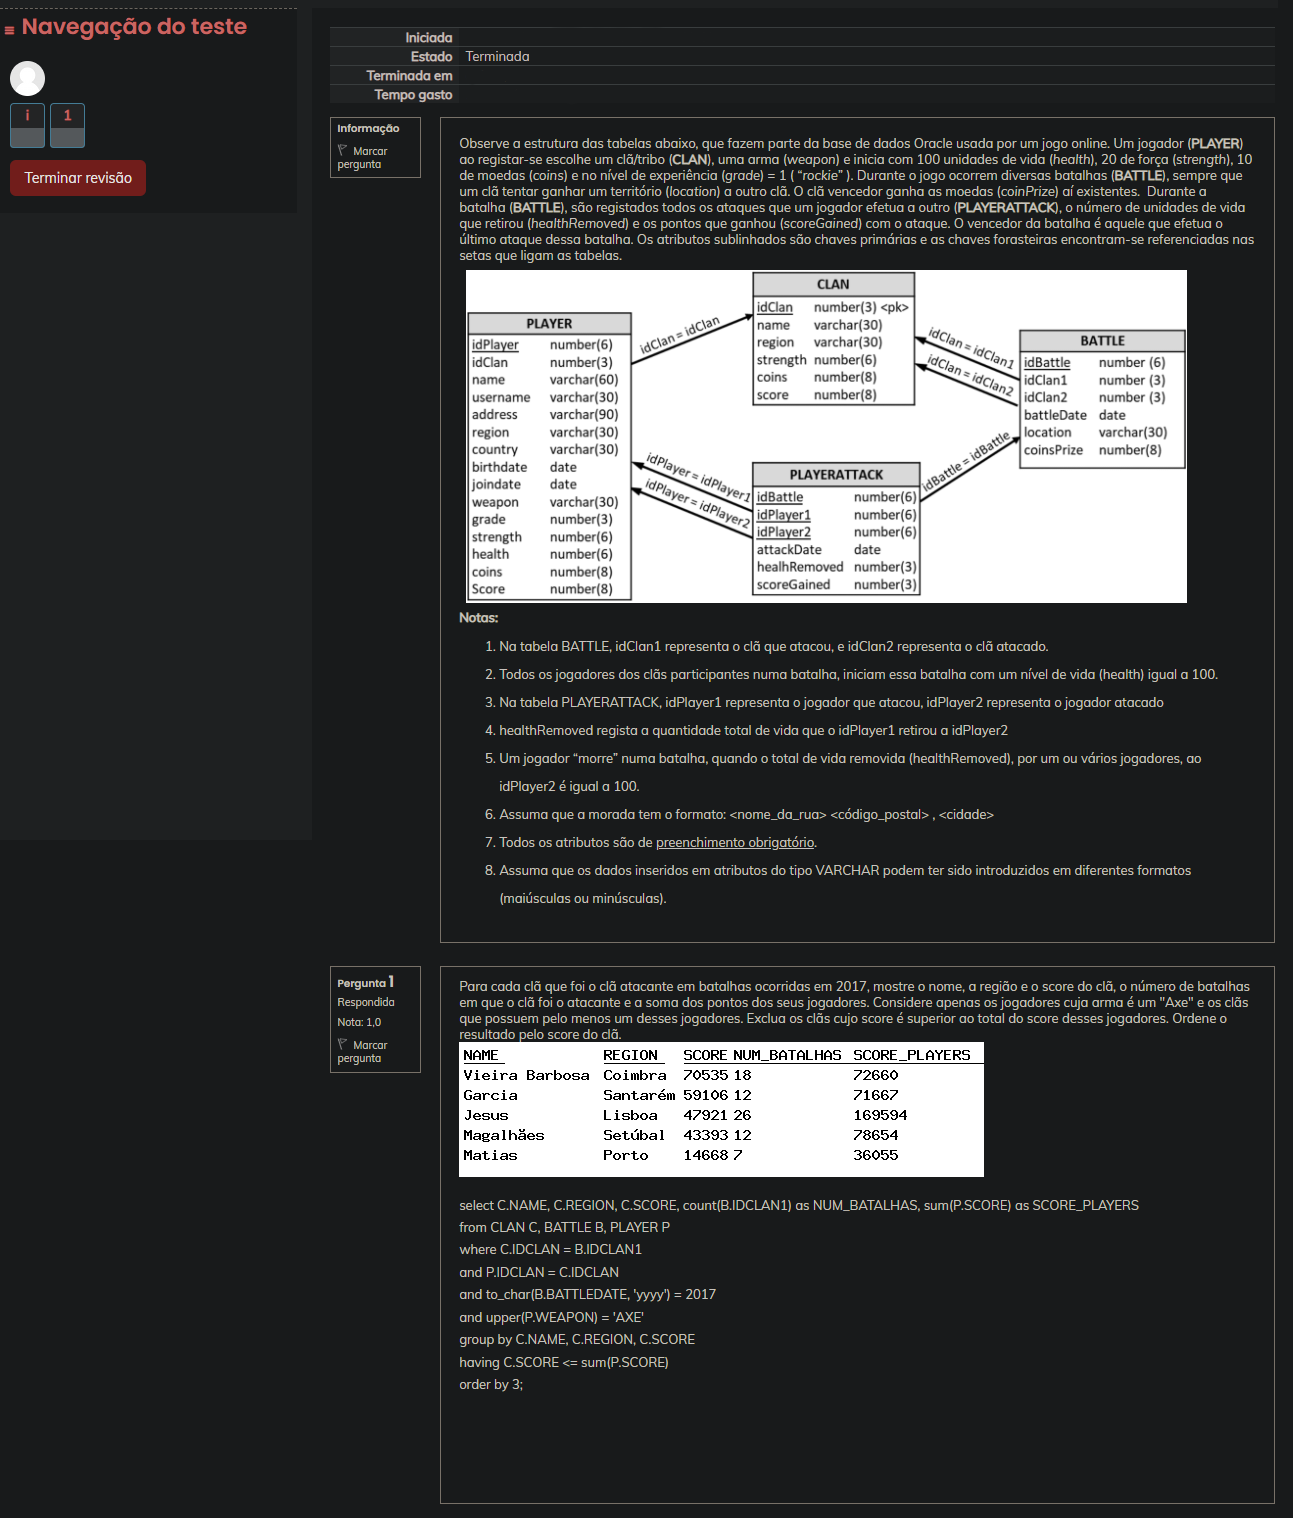 Navegação do teste
i 1
Terminar revisão
Iniciada
Estado Terminada
Terminada em
Tempo gasto
Informação
Marcar
pergunta
Observe a estrutura das tabelas abaixo, que fazem parte da base de dados Oracle usada por um jogo online. Um jogador (PLAYER)
ao registar-se escolhe um clã/tribo (CLAN), uma arma (weapon) e inicia com 100 unidades de vida (health), 20 de força (strength), 10
de moedas (coins) e no nível de experiência (grade) = 1 ( “rockie” ). Durante o jogo ocorrem diversas batalhas (BATTLE), sempre que
um clã tentar ganhar um território (location) a outro clã. O clã vencedor ganha as moedas (coinPrize) aí existentes. Durante a
batalha (BATTLE), são registados todos os ataques que um jogador efetua a outro (PLAYERATTACK), o número de unidades de vida
que retirou (healthRemoved) e os pontos que ganhou (scoreGained) com o ataque. O vencedor da batalha é aquele que efetua o
último ataque dessa batalha. Os atributos sublinhados são chaves primárias e as chaves forasteiras encontram-se referenciadas nas
setas que ligam as tabelas.
PLAYER
idPlayer number(6)
idClan number(3)
name varchar(60)
username varchar(30)
address varchar(90)
region varchar(30)
country varchar(30)
birthdate date
joindate date
weapon varchar(30)
grade number(3)
strength number(6)
health number(6)
coins number(8)
Score number(8)
idClan = idClan
CLAN
idClan number(3) <pk>
name varchar(30)
region varchar(30)
strength number(6)
coins number(8)
score number(8)
idClan = idClan1
idClan = idClan2
BATTLE
idBattle number (6)
idClan1 number (3)
idClan2 number (3)
battleDate date
location varchar(30)
coinsPrize number(8)
idPlayer = idPlayer1
idPlayer = idPlayer2
PLAYERATTACK
idBattle number(6)
idPlayer1 number(6)
idPlayer2 number(6)
attackDate date
healhRemoved number(3)
scoreGained number(3)
idBattle = idBattle
Notas:
1. Na tabela BATTLE, idClan1 representa o clã que atacou, e idClan2 representa o clã atacado.
2. Todos os jogadores dos clãs participantes numa batalha, iniciam essa batalha com um nível de vida (health) igual a 100.
3. Na tabela PLAYERATTACK, idPlayer1 representa o jogador que atacou, idPlayer2 representa o jogador atacado
4. healthRemoved regista a quantidade total de vida que o idPlayer1 retirou a idPlayer2
5. Um jogador “morre” numa batalha, quando o total de vida removida (healthRemoved), por um ou vários jogadores, ao
idPlayer2 é igual a 100.
6. Assuma que a morada tem o formato: <nome_da_rua> <código_postal> , <cidade>
7. Todos os atributos são de preenchimento obrigatório.
8. Assuma que os dados inseridos em atributos do tipo VARCHAR podem ter sido introduzidos em diferentes formatos
(maiúsculas ou minúsculas).
Pergunta 1
Respondida
Nota: 1,0
Marcar
pergunta
Para cada clã que foi o clã atacante em batalhas ocorridas em 2017, mostre o nome, a região e o score do clã, o número de batalhas
em que o clã foi o atacante e a soma dos pontos dos seus jogadores. Considere apenas os jogadores cuja arma é um "Axe" e os clãs
que possuem pelo menos um desses jogadores. Exclua os clãs cujo score é superior ao total do score desses jogadores. Ordene o
resultado pelo score do clã.
NAME REGION SCORE NUM_BATALHAS SCORE_PLAYERS
Vieira Barbosa Coimbra 70535 18 72660
Garcia Santarém 59106 12 71667
Jesus Lisboa 47921 26 169594
Magalhães Setúbal 43393 12 78654
Matias Porto 14668 7 36055
select C.NAME, C.REGION, C.SCORE, count(B.IDCLAN1) as NUM_BATALHAS, sum(P.SCORE) as SCORE_PLAYERS
from CLAN C, BATTLE B, PLAYER P
where C.IDCLAN = B.IDCLAN1
and P.IDCLAN = C.IDCLAN
and to_char(B.BATTLEDATE, 'yyyy') = 2017
and upper(P.WEAPON) = 'AXE'
group by C.NAME, C.REGION, C.SCORE
having C.SCORE <= sum(P.SCORE)
order by 3;